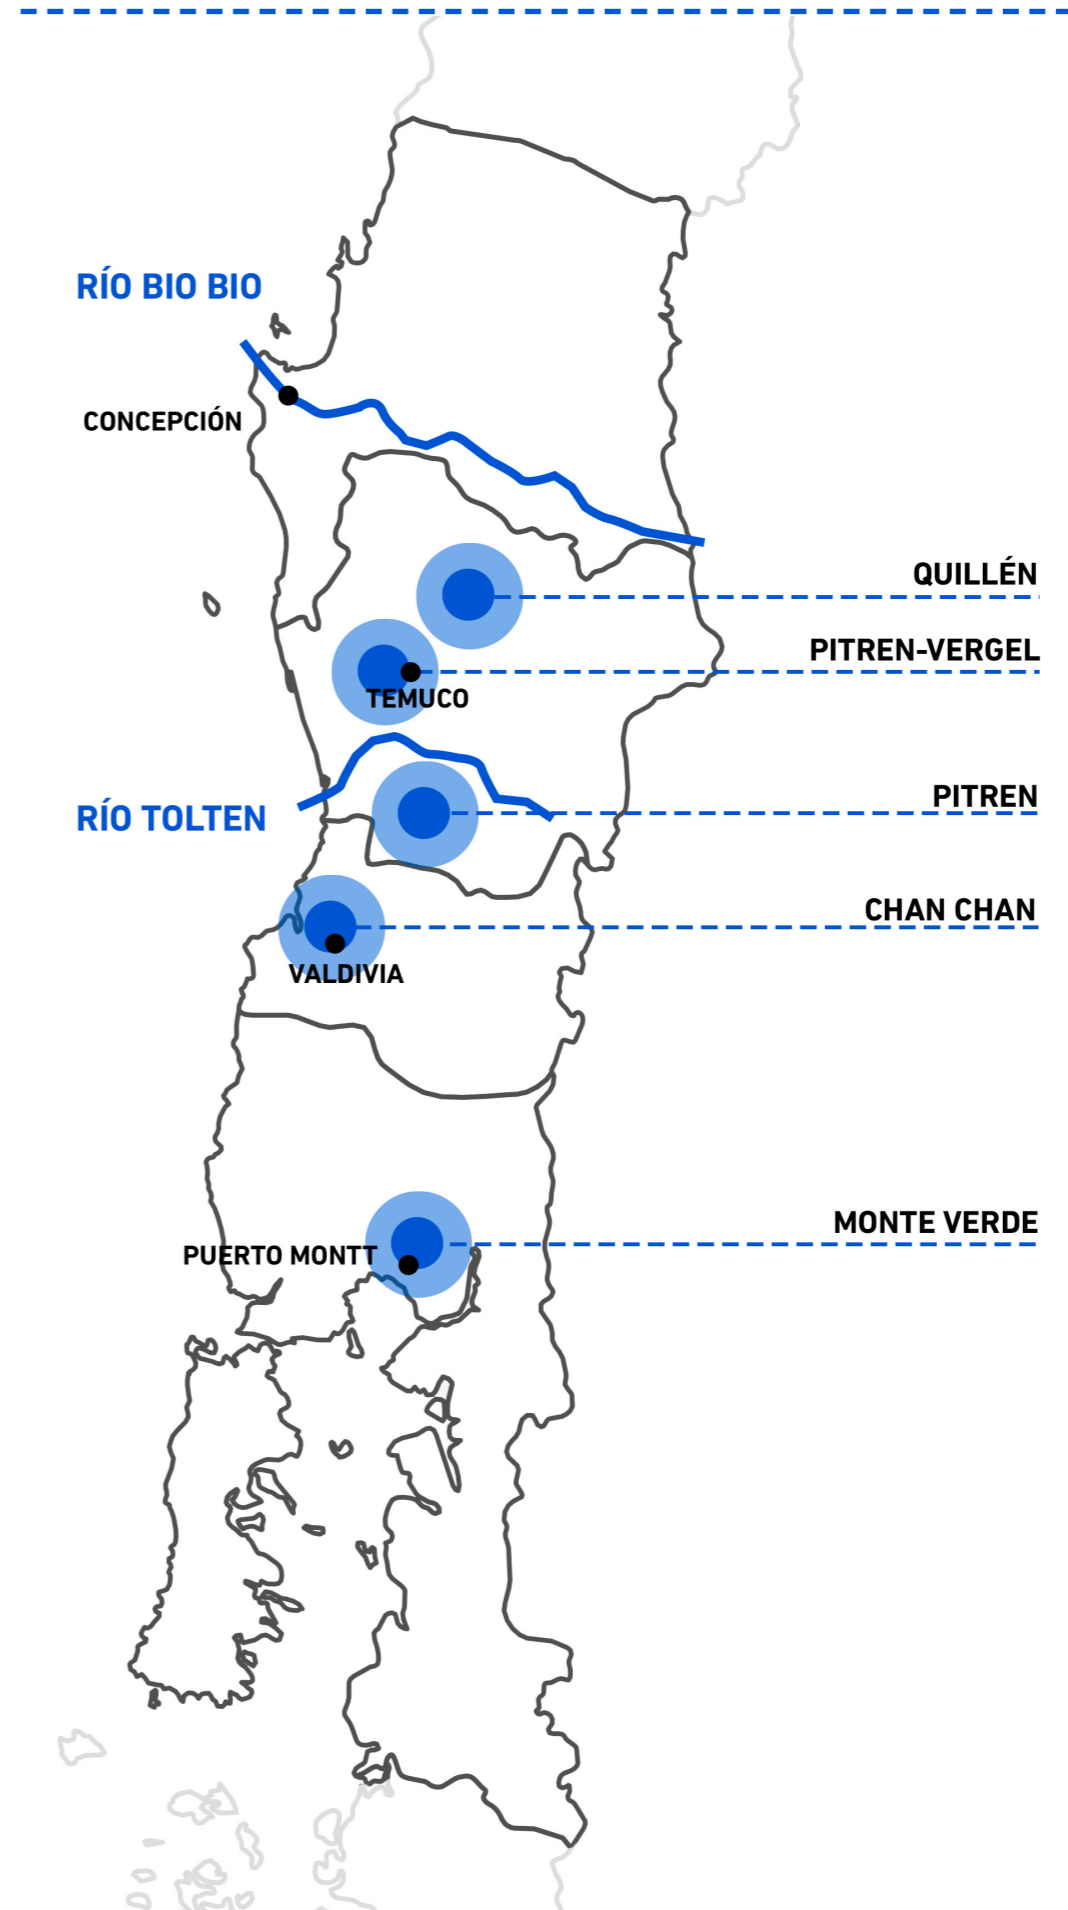 RÍO BIO BIO
CONCEPCIÓN
QUILLÉN
PITREN-VERGEL
TEMUCO
PITREN
RÍO TOLTEN
CHAN CHAN
VALDIVIA
MONTE VERDE
PUERTO MONTT